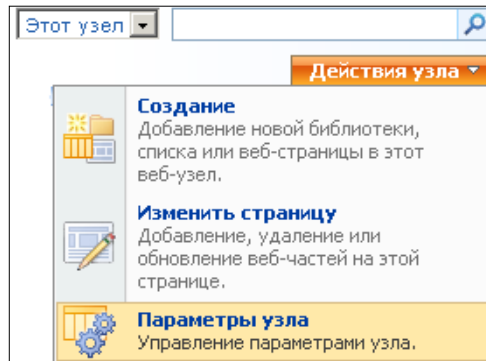 Этот узел
Действия узла
Создание
Добавление новой библиотеки,
списка или веб-страницы в этот
веб-узел.
Изменить страницу
Добавление, удаление или
обновление веб-частей на этой
странице.
Параметры узла
Управление параметрами узла.